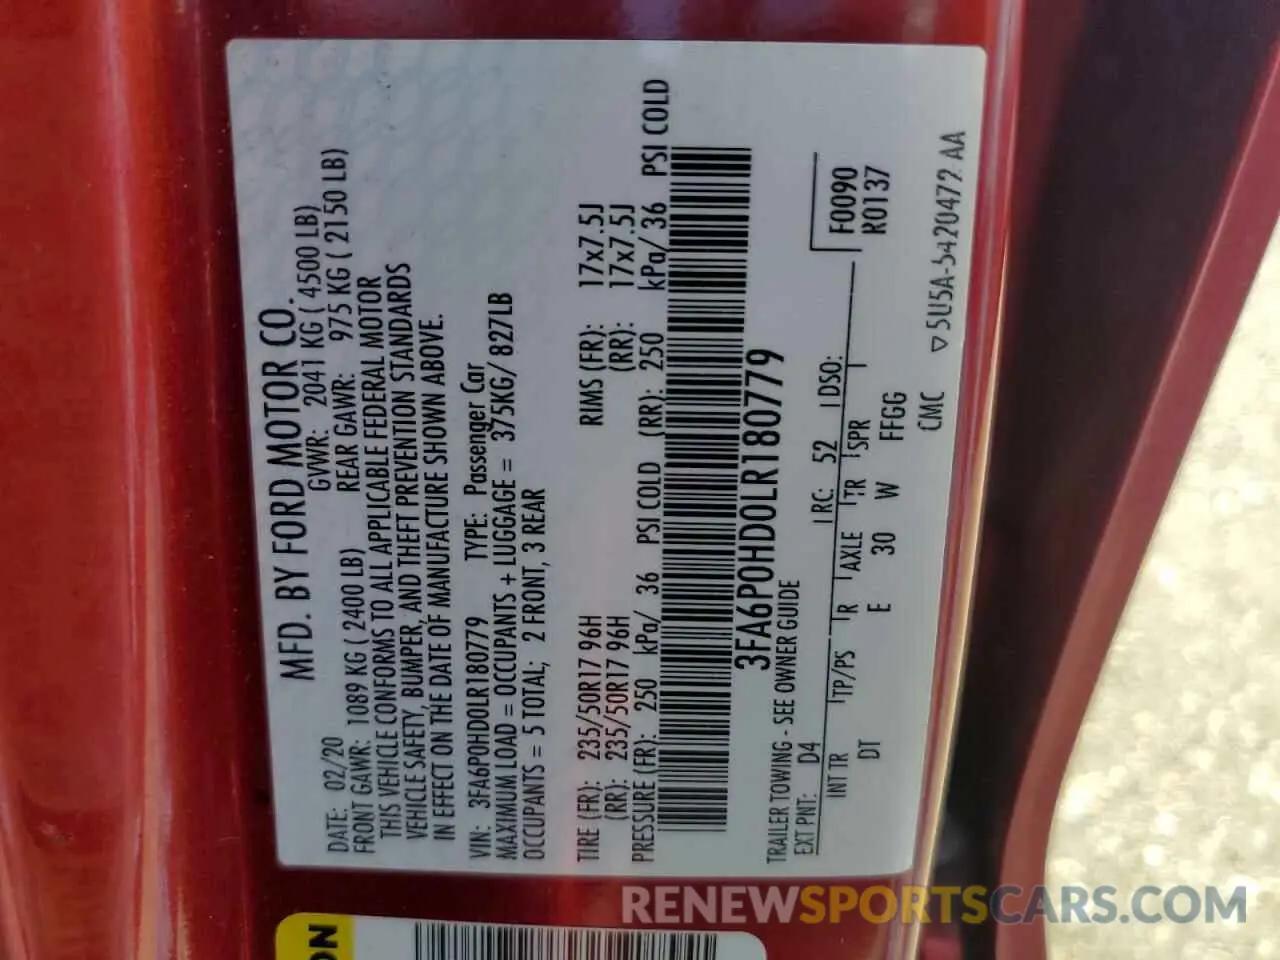 MFD. BY FORD MOTOR CO.
DATE: 02/20 GVWR: 2041 KG ( 4500 LB)
FRONT GAWR: 1089 KG ( 2400 LB) REAR GAWR: 975 KG ( 2150 LB)
THIS VEHICLE CONFORMS TO ALL APPLICABLE FEDERAL MOTOR
VEHICLE SAFETY, BUMPER, AND THEFT PREVENTION STANDARDS
IN EFFECT ON THE DATE OF MANUFACTURE SHOWN ABOVE.
VIN: 3FA6P0HD0LR180779 TYPE: Passenger Car
MAXIMUM LOAD = OCCUPANTS + LUGGAGE = 375KG/ 827LB
OCCUPANTS = 5 TOTAL; 2 FRONT, 3 REAR
TIRE (FR): 235/50R17 96H RIMS (FR): 17x7.5J
(RR): 235/50R17 96H (RR): 17x7.5J
PRESSURE (FR): 250 kPa/ 36 PSI COLD (RR): 250 kPa/ 36 PSI COLD
3FA6P0HD0LR180779
TRAILER TOWING - SEE OWNER GUIDE
EXT PNT: D4 RC: 52 DSO:
F0090
R0137
INT TR TP/PS R AXLE TR SPR
DT E 30 W FFGG
CMC 5U5A-5420472 AA
ON
RENEWSPORTSCARS.COM